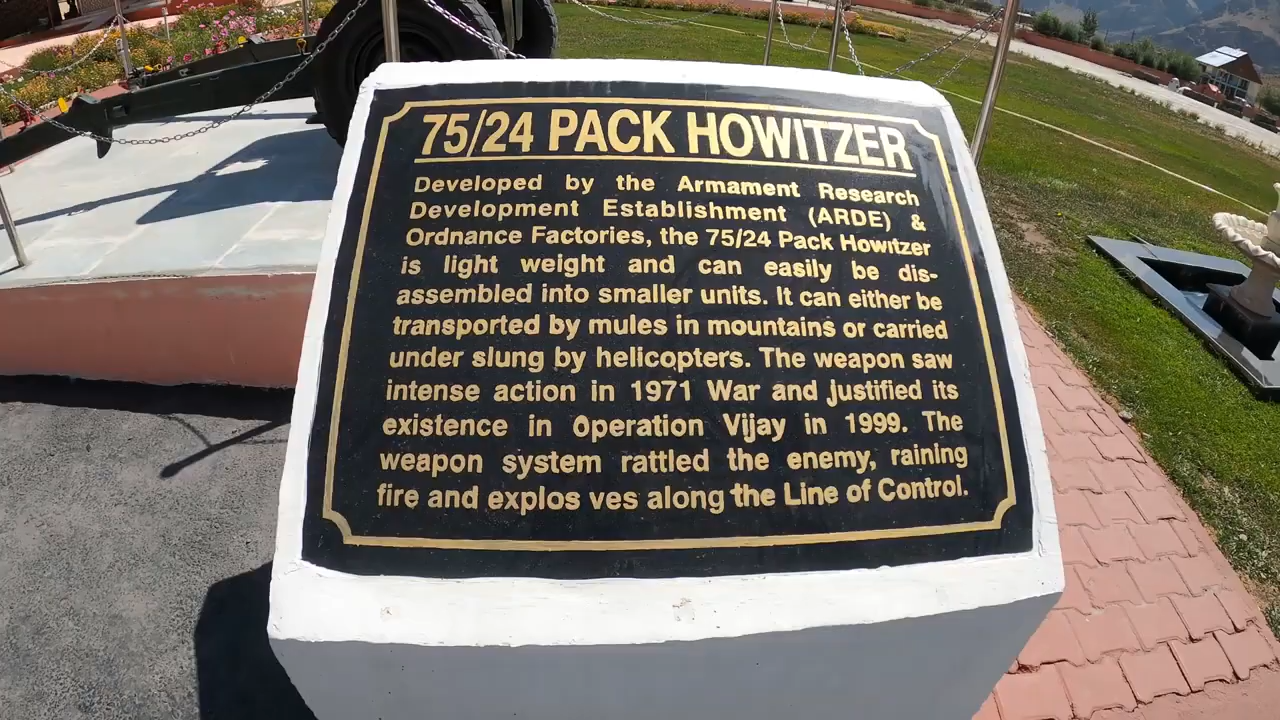 75/24 PACK HOWITZER
Developed by the Armament Research
Development Establishment (ARDE) &
Ordnance Factories, the 75/24 Pack Howitzer
is light weight and can easily be dis-
assembled into smaller units. It can either be
transported by mules in mountains or carried
under slung by helicopters. The weapon saw
intense action in 1971 War and justified its
existence in Operation Vijay in 1999. The
weapon system rattled the enemy, raining
fire and explos ves along the Line of Control.